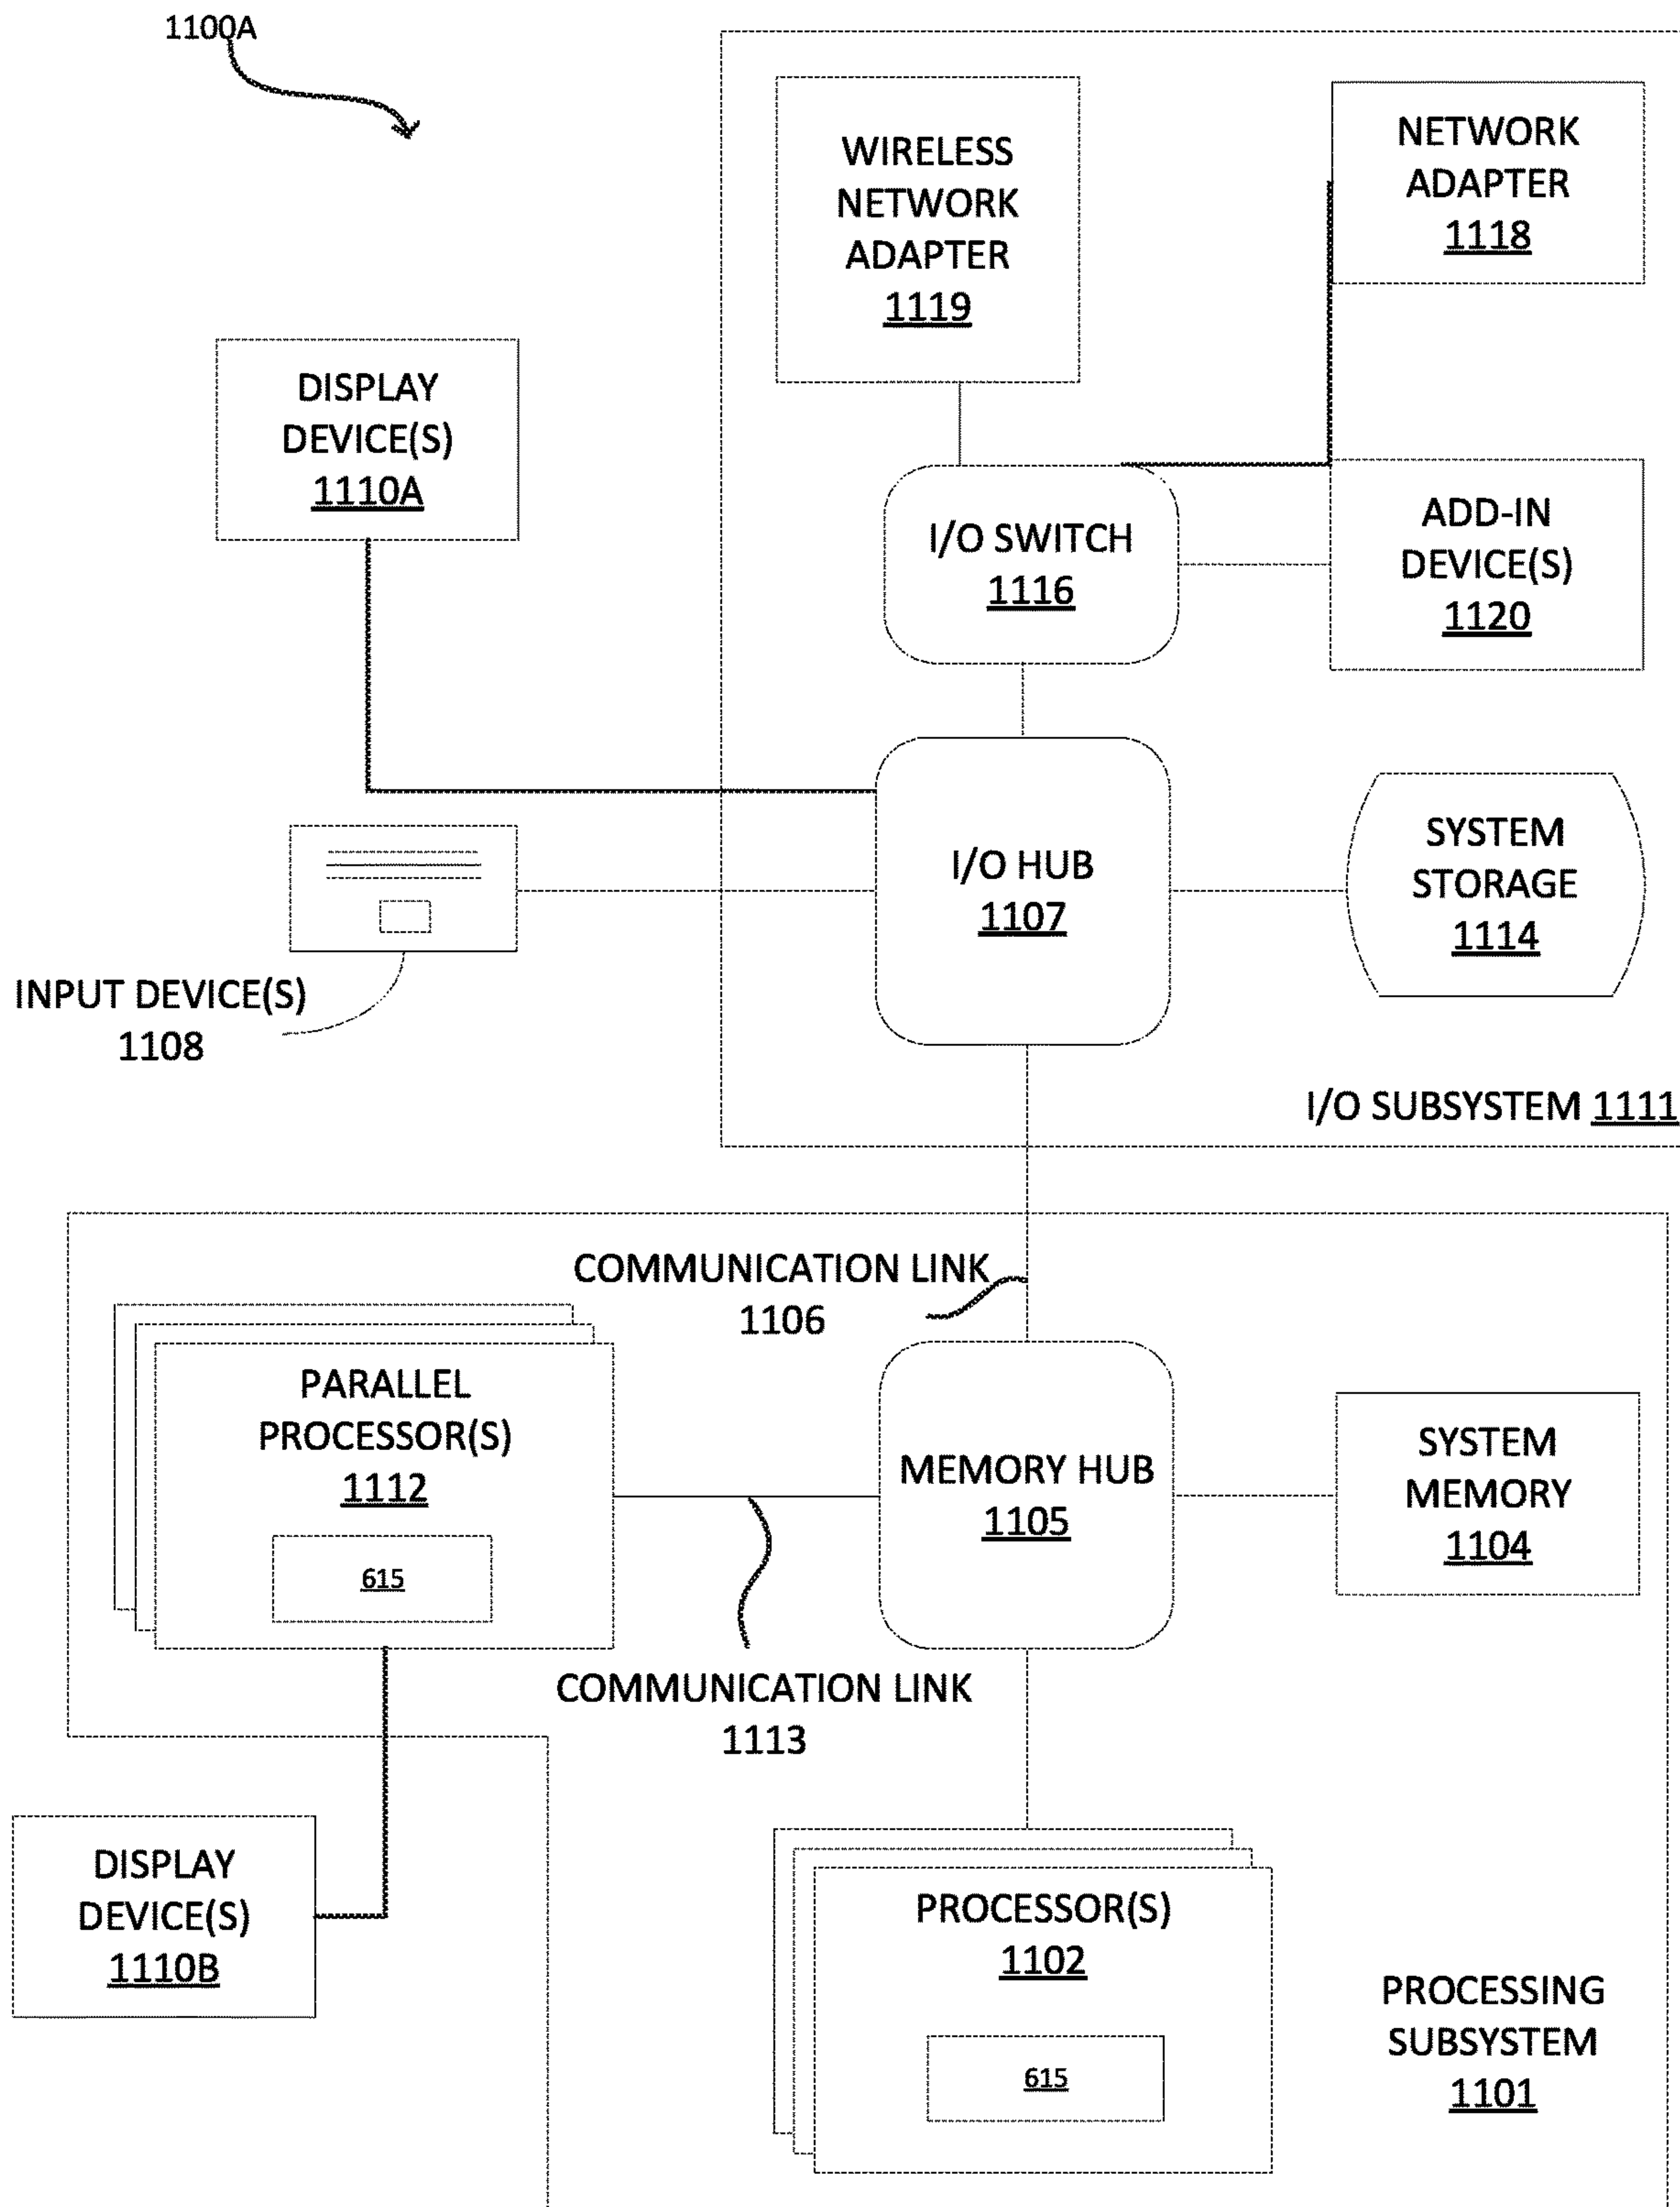 1100A
WIRELESS
NETWORK
ADAPTER
1119
NETWORK
ADAPTER
1118
DISPLAY
DEVICE(S)
1110A
I/O SWITCH
1116
ADD-IN
DEVICE(S)
1120
I/O HUB
1107
SYSTEM
STORAGE
1114
INPUT DEVICE(S)
1108
I/O SUBSYSTEM 1111
COMMUNICATION LINK
1106
PARALLEL
PROCESSOR(S)
1112
615
MEMORY HUB
1105
SYSTEM
MEMORY
1104
COMMUNICATION LINK
1113
DISPLAY
DEVICE(S)
1110B
PROCESSOR(S)
1102
615
PROCESSING
SUBSYSTEM
1101